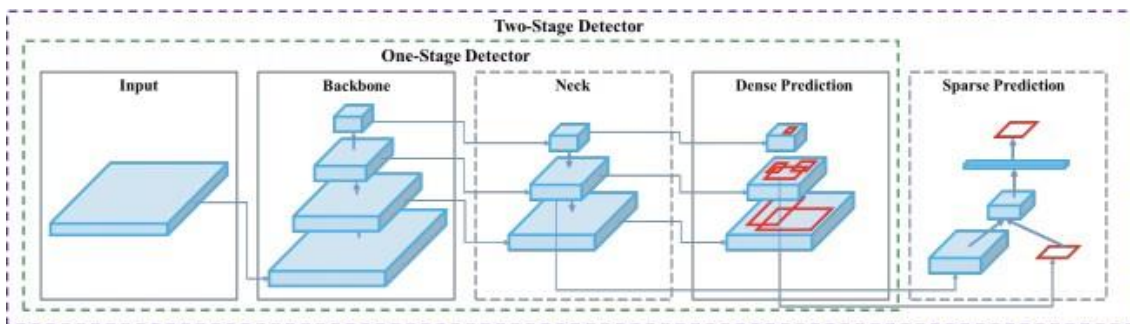 Two-Stage Detector
One-Stage Detector
Input
Backbone
Neck
Dense Prediction
Sparse Prediction